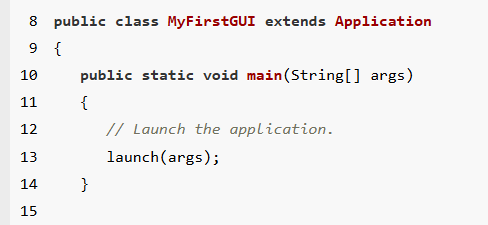 8 public class MyFirstGUI extends Application
9 {
10    public static void main(String[] args)
11    {
12       // Launch the application.
13       launch(args);
14    }
15